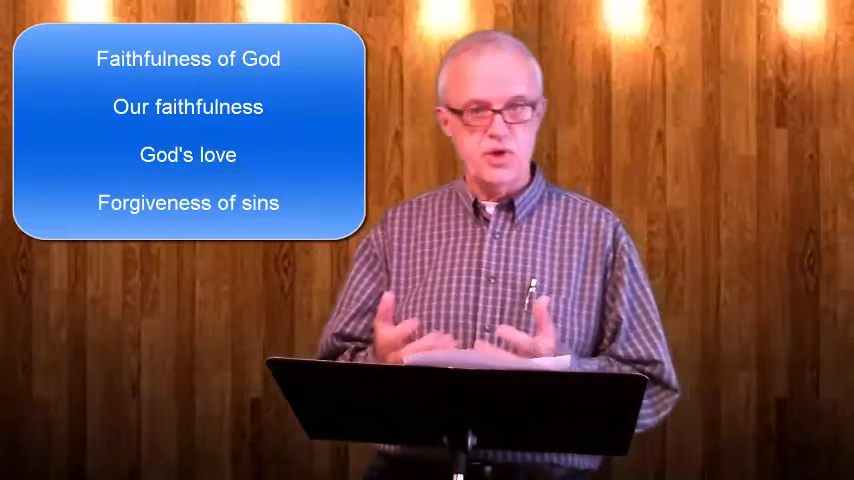 Faithfulness of God
Our faithfulness
God's love
Forgiveness of sins